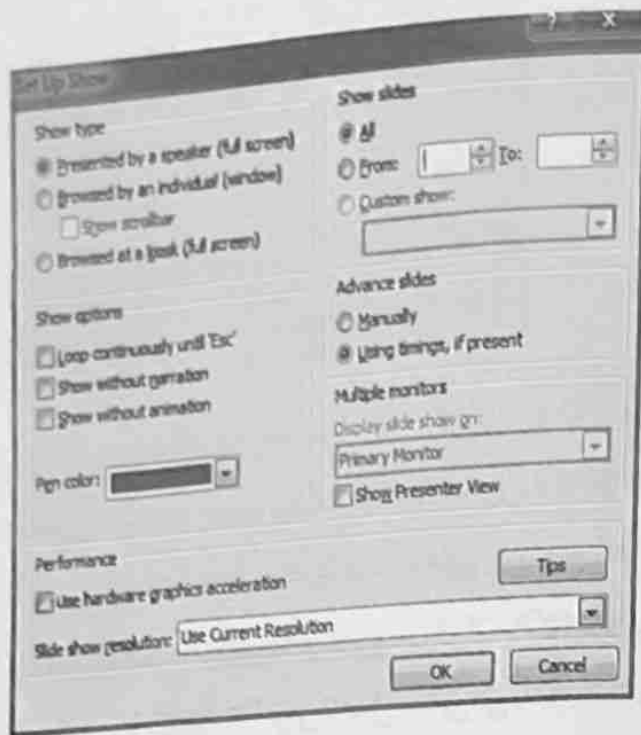 Set Up Show ? X
Show type
Presented by a speaker (full screen)
Browsed by an individual (window)
Show scrollbar
Browsed at a kiosk (full screen)
Show options
Loop continuously until 'Esc'
Show without narration
Show without animation
Pen color:
Show slides
All
From: To:
Custom show:
Advance slides
Manually
Using timings, if present
Multiple monitors
Display slide show on:
Primary Monitor
Show Presenter View
Performance
Use hardware graphics acceleration
Tips
Slide show resolution: Use Current Resolution
OK Cancel